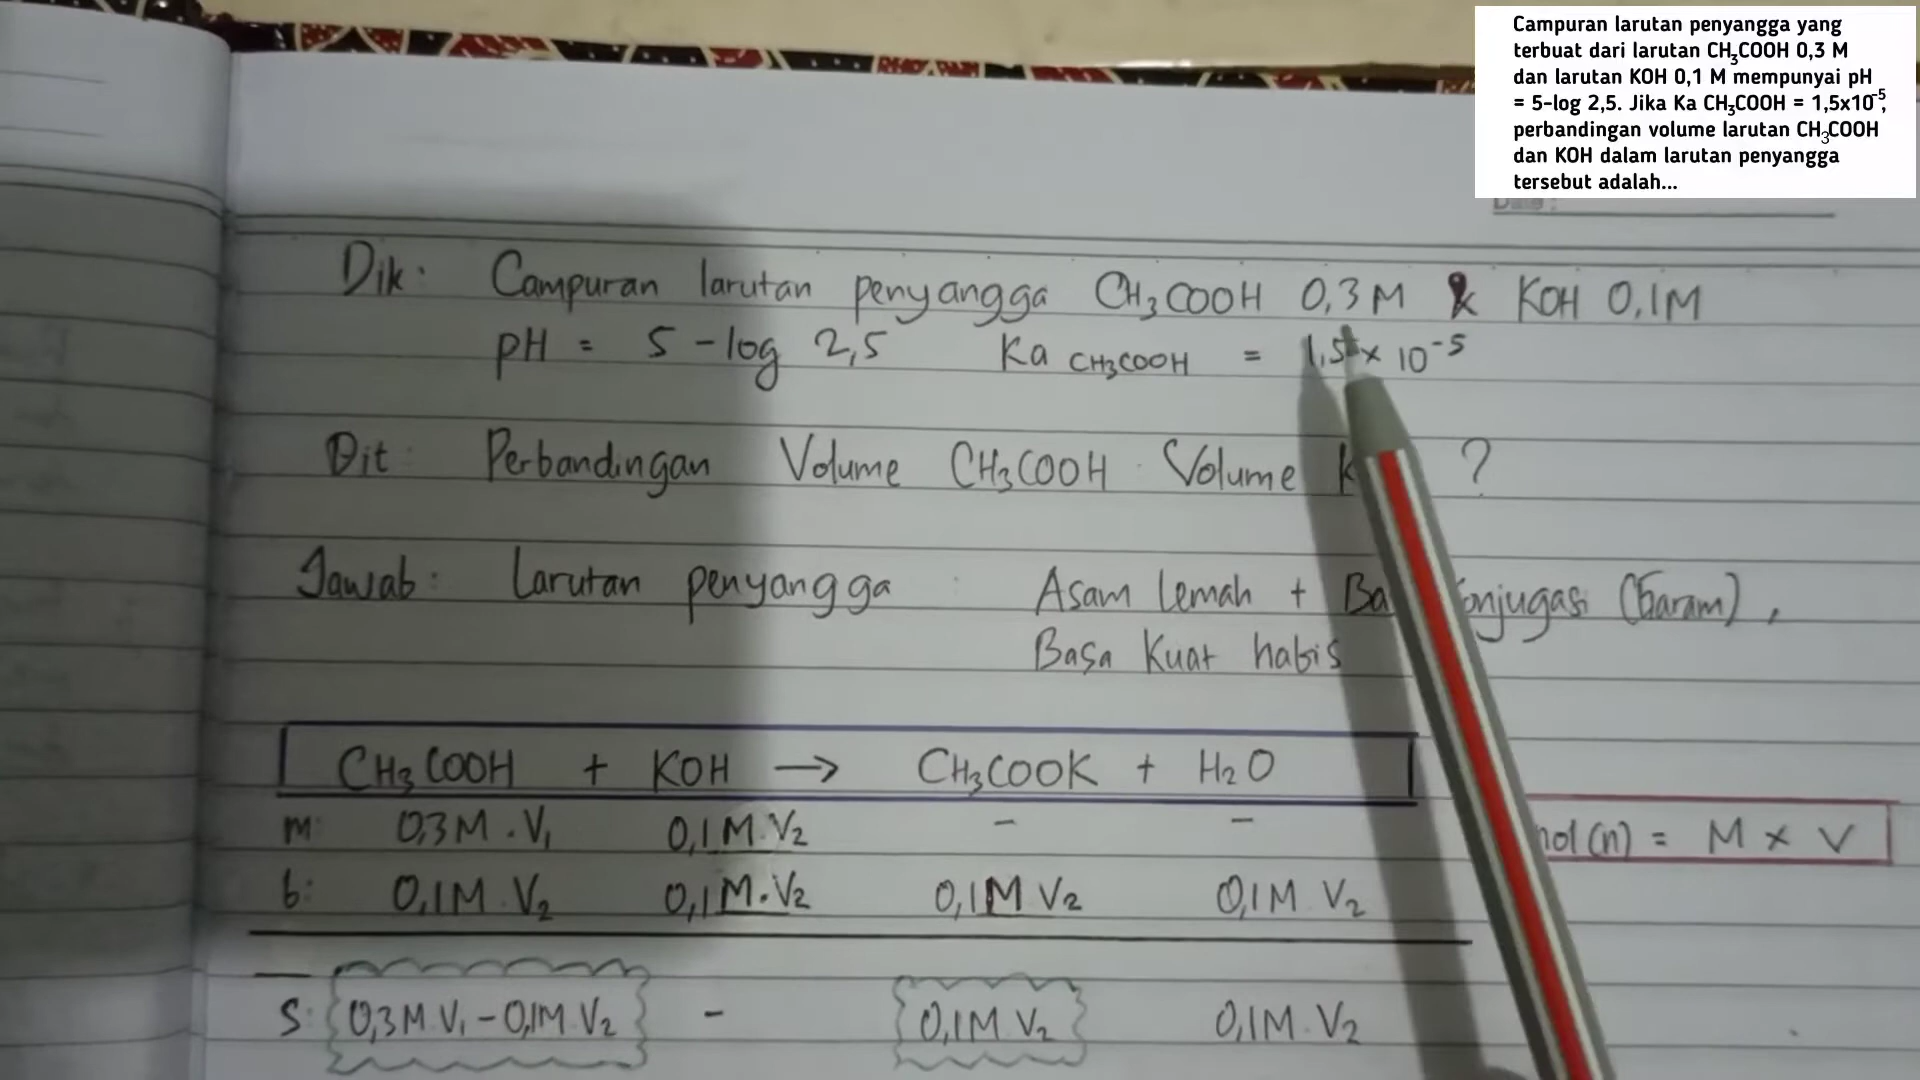 Campuran larutan penyangga yang
terbuat dari larutan CH₃COOH 0,3 M
dan larutan KOH 0,1 M mempunyai pH
= 5-log 2,5. Jika Ka CH₃COOH = 1,5x10⁻⁵,
perbandingan volume larutan CH₃COOH
dan KOH dalam larutan penyangga
tersebut adalah...
Dik: Campuran larutan penyangga CH₃COOH 0,3 M & KOH 0,1M
pH = 5 - log 2,5 Ka CH₃COOH = 1,5 x 10⁻⁵
Dit: Perbandingan Volume CH₃COOH : Volume ?
Jawab: Larutan penyangga : Asam lemah + (Garam),
Basa Kuat habis
CH₃COOH + KOH → CH₃COOK + H₂O
m: 0,3M . V₁ 0,1M. V₂ - -
mol (n) = M x V
b: 0,1M. V₂ 0,1M.V₂ 0,1M V₂ 0,1M V₂
S: 0,3M V₁ - 0,1M V₂ - 0,1M V₂ 0,1M. V₂